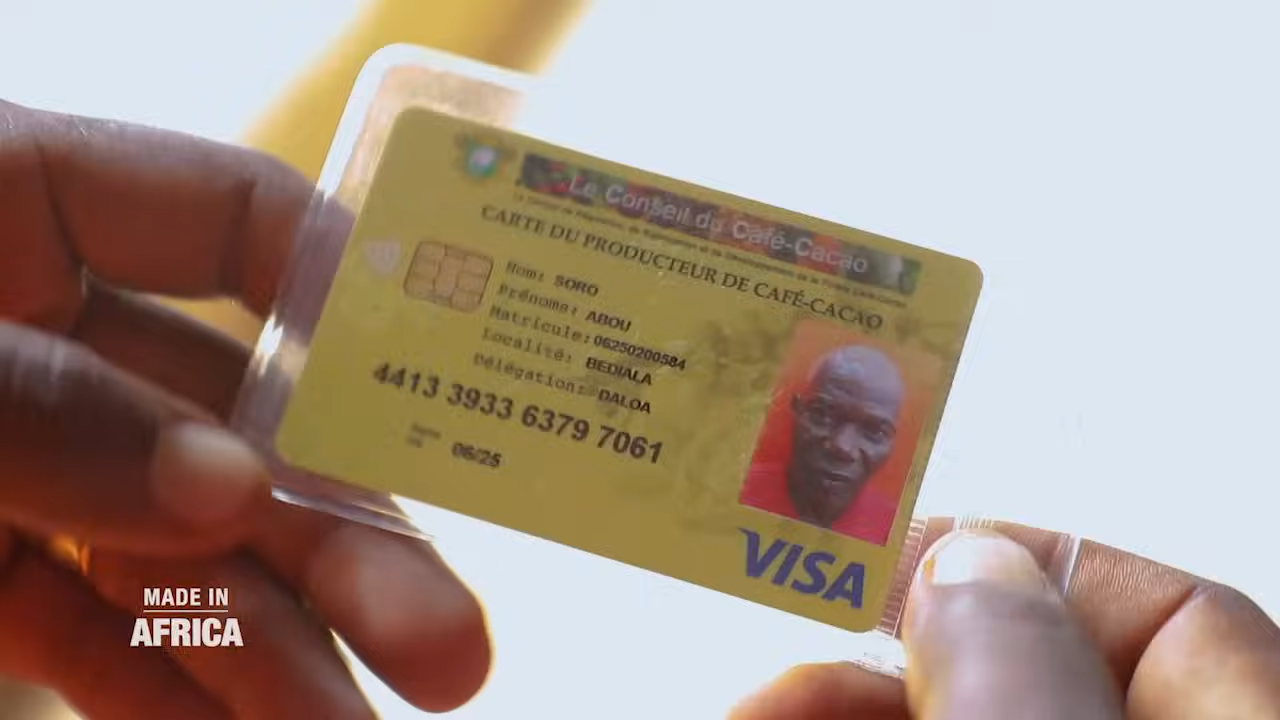 Le Conseil du Café-Cacao
CARTE DU PRODUCTEUR DE CAFÉ-CACAO
Nom: SORO
Prénoms: ABOU
Matricule: 06250200584
Localité: BEDIALA
Délégation: DALOA
4413 3933 6379 7061
06/25
VISA
MADE IN
AFRICA